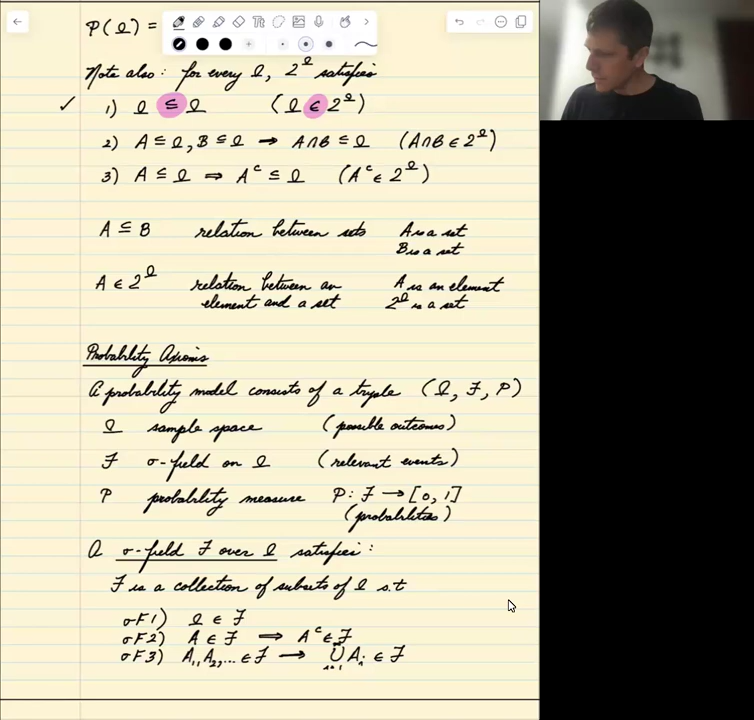 P(Ω) =
Note also: for every Ω, 2^Ω satisfies
✓ 1) Ω ⊆ Ω (Ω ∈ 2^Ω)
2) A ⊆ Ω, B ⊆ Ω → A∩B ⊆ Ω (A∩B ∈ 2^Ω)
3) A ⊆ Ω ⇒ A^c ⊆ Ω (A^c ∈ 2^Ω)
A ⊆ B relation between sets A is a set
B is a set
A ∈ 2^Ω relation between an A is an element
element and a set 2^Ω is a set
Probability Axioms
A probability model consists of a triple (Ω, F, P)
Ω sample space (possible outcomes)
F σ-field on Ω (relevant events)
P probability measure P: F → [0, 1]
(probabilities)
A σ-field F over Ω satisfies:
F is a collection of subsets of Ω s.t
σF1) Ω ∈ F
σF2) A ∈ F ⟹ A^c ∈ F
σF3) A₁, A₂, ... ∈ F → ⋃_{i=1}^∞ A_i ∈ F